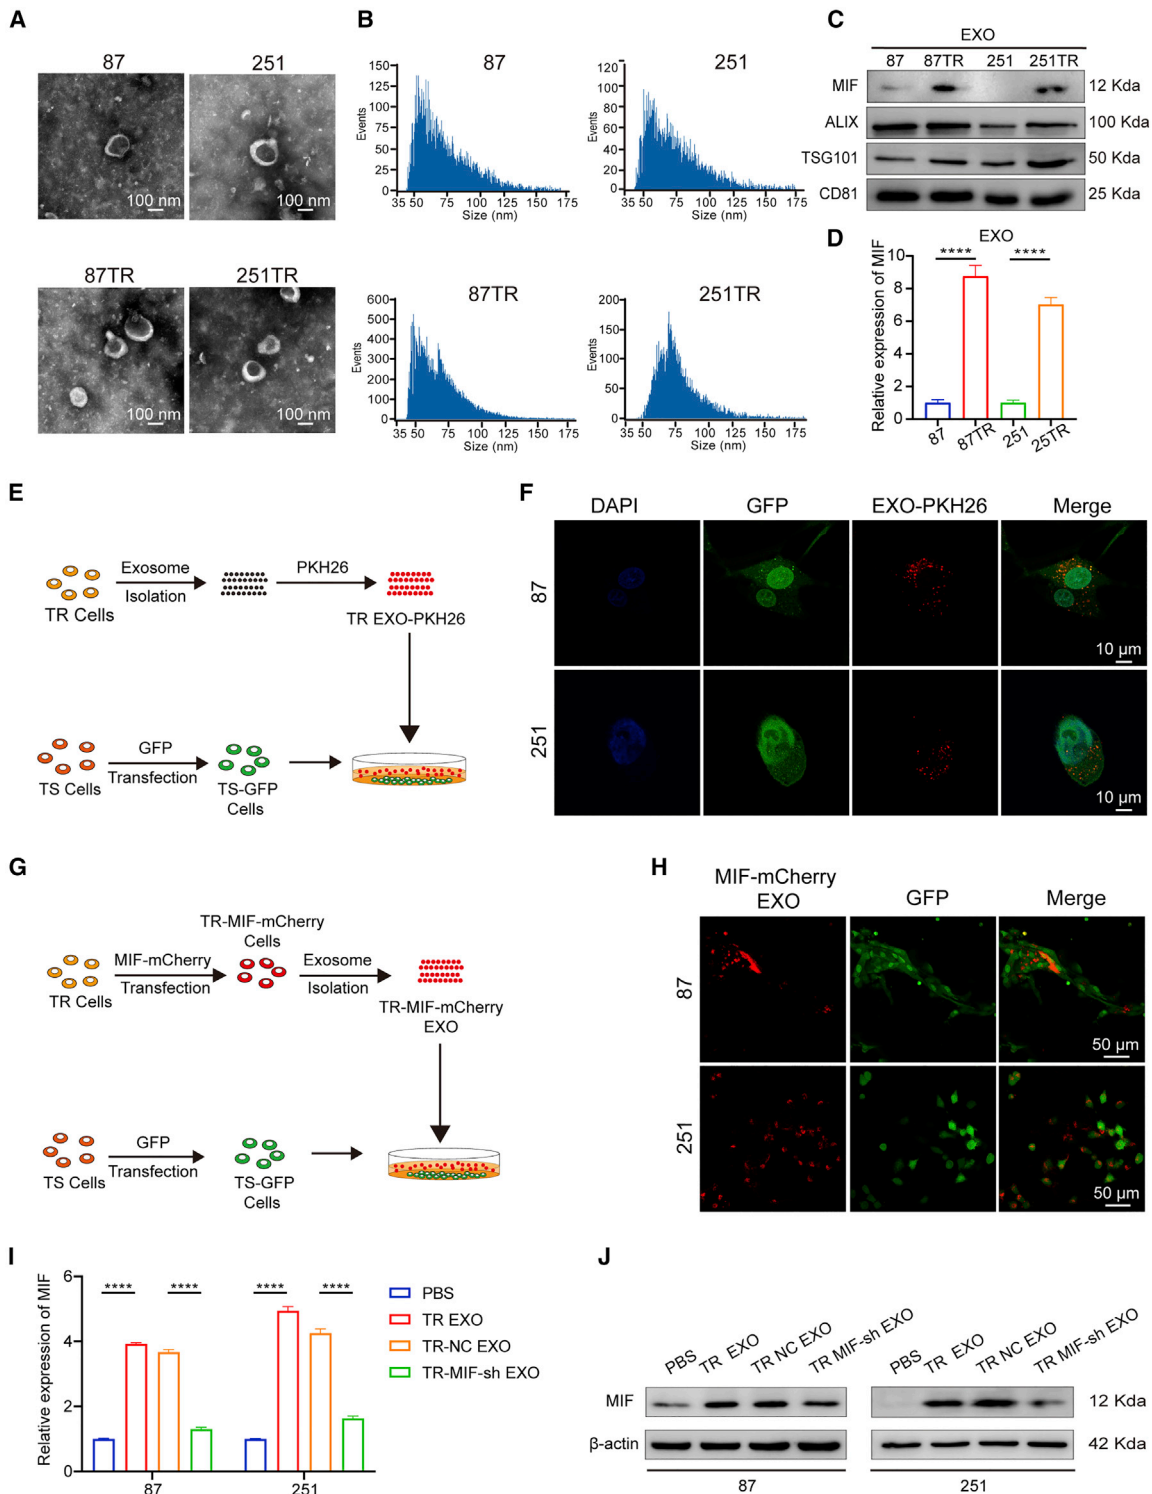 A
87
251
100 nm
100 nm
87TR
251TR
100 nm
100 nm
B
87
150
125
100
75
50
25
0
Events
35 50 75 100 125 150 175
Size (nm)
251
120
100
80
60
40
20
0
Events
35 50 75 100 125 150 175
Size (nm)
87TR
600
500
400
300
200
100
0
Events
35 50 75 100 125 150 175
Size (nm)
251TR
200
150
100
50
0
Events
35 50 75 100 125 150 175
Size (nm)
C
EXO
87 87TR 251 251TR
MIF 12 Kda
ALIX 100 Kda
TSG101 50 Kda
CD81 25 Kda
D
EXO
**** ****
Relative expression of MIF
10
8
6
4
2
0
87 87TR 251 25TR
E
TR Cells
Exosome
Isolation
PKH26
TR EXO-PKH26
TS Cells
GFP
Transfection
TS-GFP
Cells
F
DAPI GFP EXO-PKH26 Merge
87
10 µm
251
10 µm
G
TR Cells
MIF-mCherry
Transfection
TR-MIF-mCherry
Cells
Exosome
Isolation
TR-MIF-mCherry
EXO
TS Cells
GFP
Transfection
TS-GFP
Cells
H
MIF-mCherry
EXO
GFP Merge
87
50 µm
251
50 µm
I
Relative expression of MIF
6
4
2
0
**** **** **** ****
87 251
PBS
TR EXO
TR-NC EXO
TR-MIF-sh EXO
J
PBS TR EXO TR NC EXO TR MIF-sh EXO
PBS TR EXO TR NC EXO TR MIF-sh EXO
MIF 12 Kda
β-actin 42 Kda
87 251